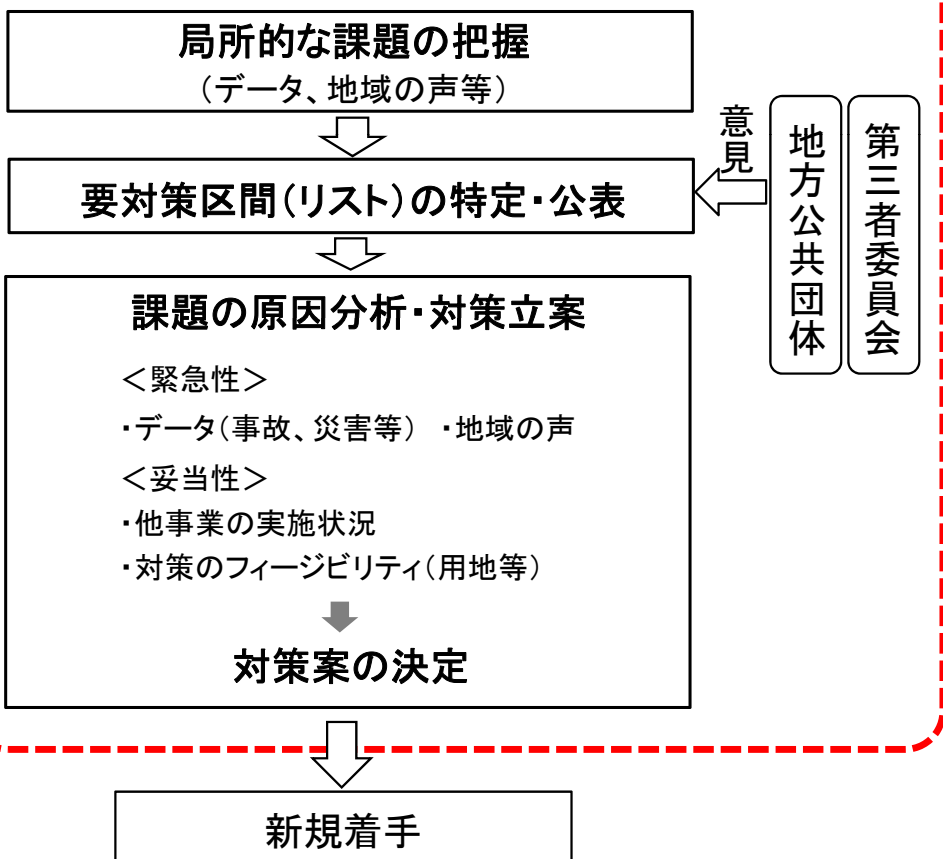 局所的な課題の把握
（データ、地域の声等）
要対策区間（リスト）の特定・公表
意見
地方公共団体
第三者委員会
課題の原因分析・対策立案
＜緊急性＞
・データ（事故、災害等）　・地域の声
＜妥当性＞
・他事業の実施状況
・対策のフィージビリティ（用地等）
対策案の決定
新規着手